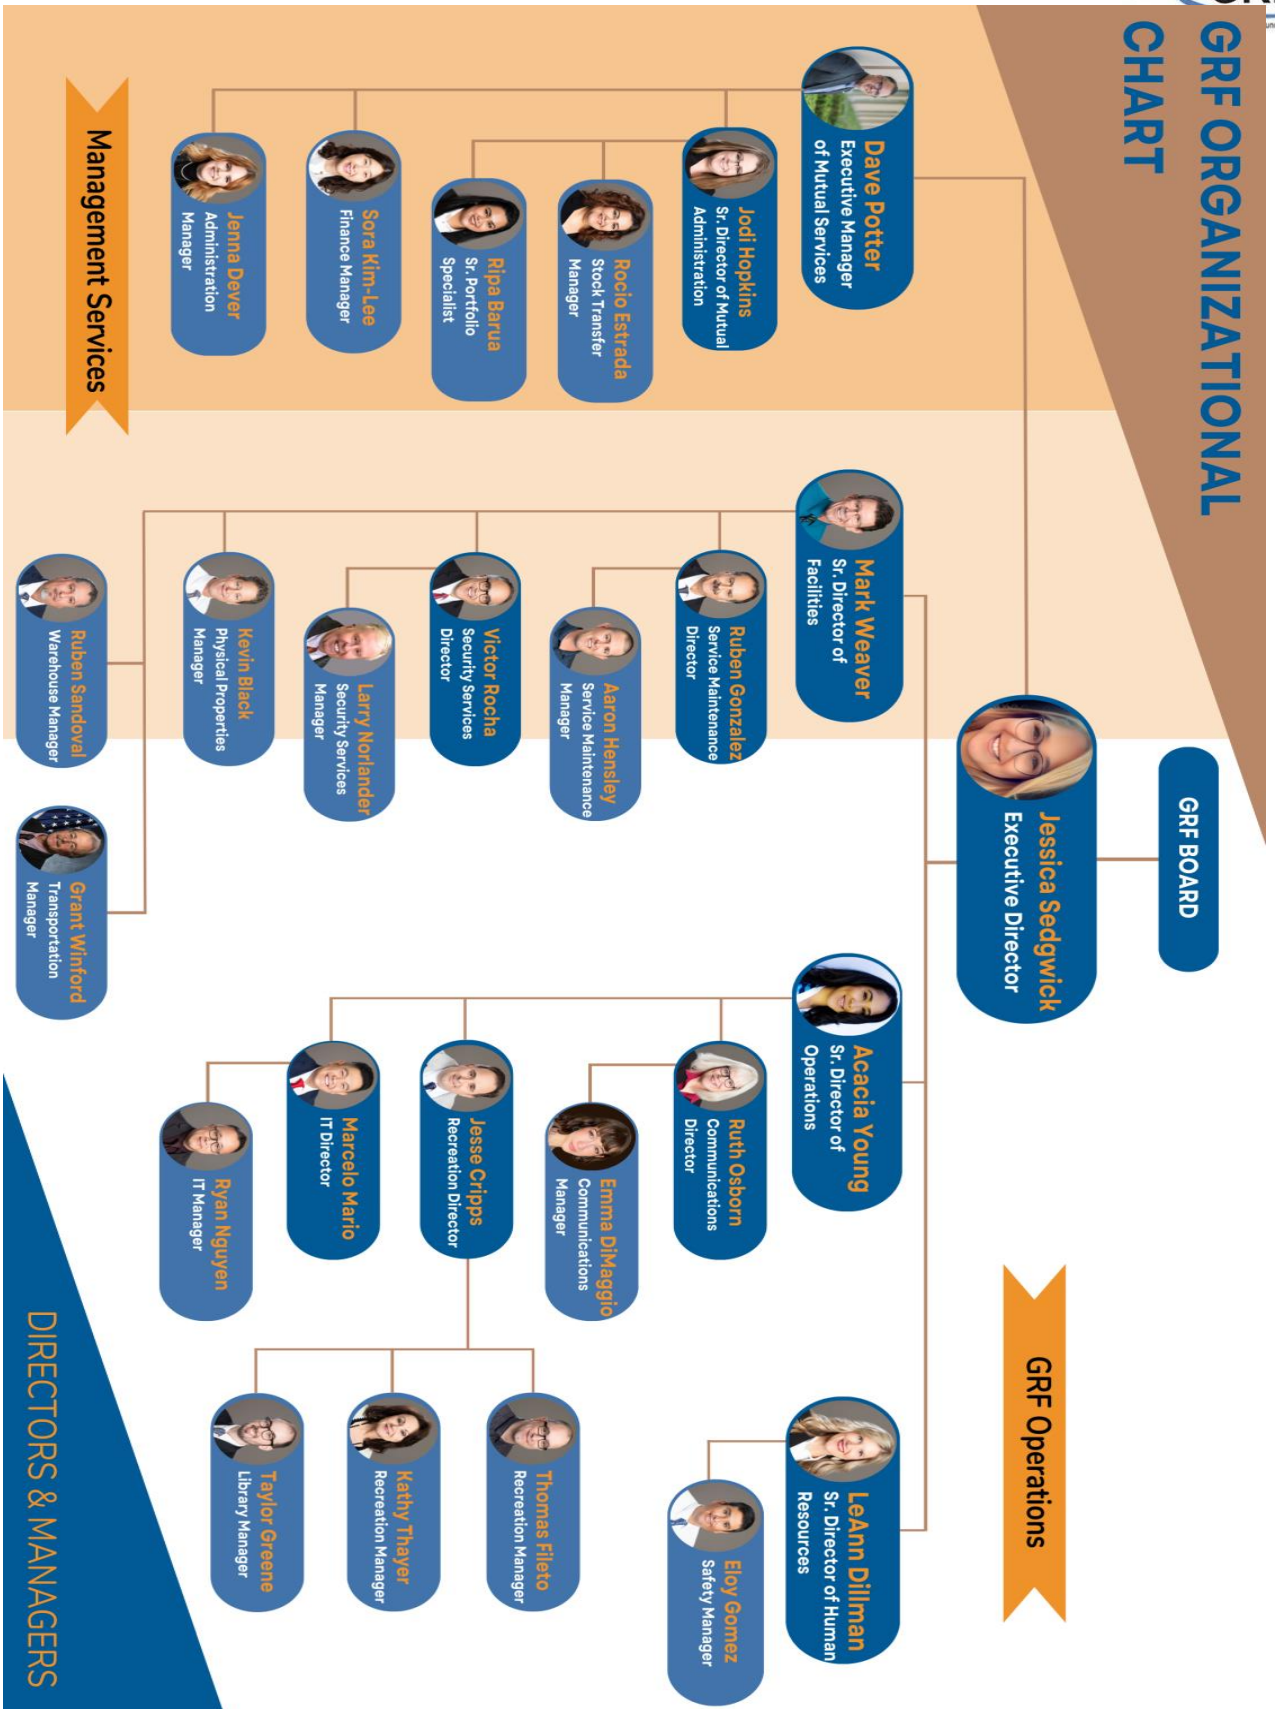 GRF ORGANIZATIONAL
CHART
GRF BOARD
Jessica Sedgwick
Executive Director
GRF Operations
Dave Potter
Executive Manager
of Mutual Services
Jodi Hopkins
Sr. Director of Mutual
Administration
Rocio Estrada
Stock Transfer
Manager
Ripa Barua
Sr. Portfolio
Specialist
Sora Kim-Lee
Finance Manager
Jenna Dever
Administration
Manager
Management Services
Mark Weaver
Sr. Director of
Facilities
Ruben Gonzalez
Service Maintenance
Director
Aaron Hensley
Service Maintenance
Manager
Victor Rocha
Security Services
Director
Larry Norlander
Security Services
Manager
Kevin Black
Physical Properties
Manager
Ruben Sandoval
Warehouse Manager
Grant Winford
Transportation
Manager
Acacia Young
Sr. Director of
Operations
Ruth Osborn
Communications
Director
Emma DiMaggio
Communications
Manager
Jesse Cripps
Recreation Director
Marcelo Mario
IT Director
Ryan Nguyen
IT Manager
Thomas Fileto
Recreation Manager
Kathy Thayer
Recreation Manager
Taylor Greene
Library Manager
LeAnn Dillman
Sr. Director of Human
Resources
Eloy Gomez
Safety Manager
DIRECTORS & MANAGERS